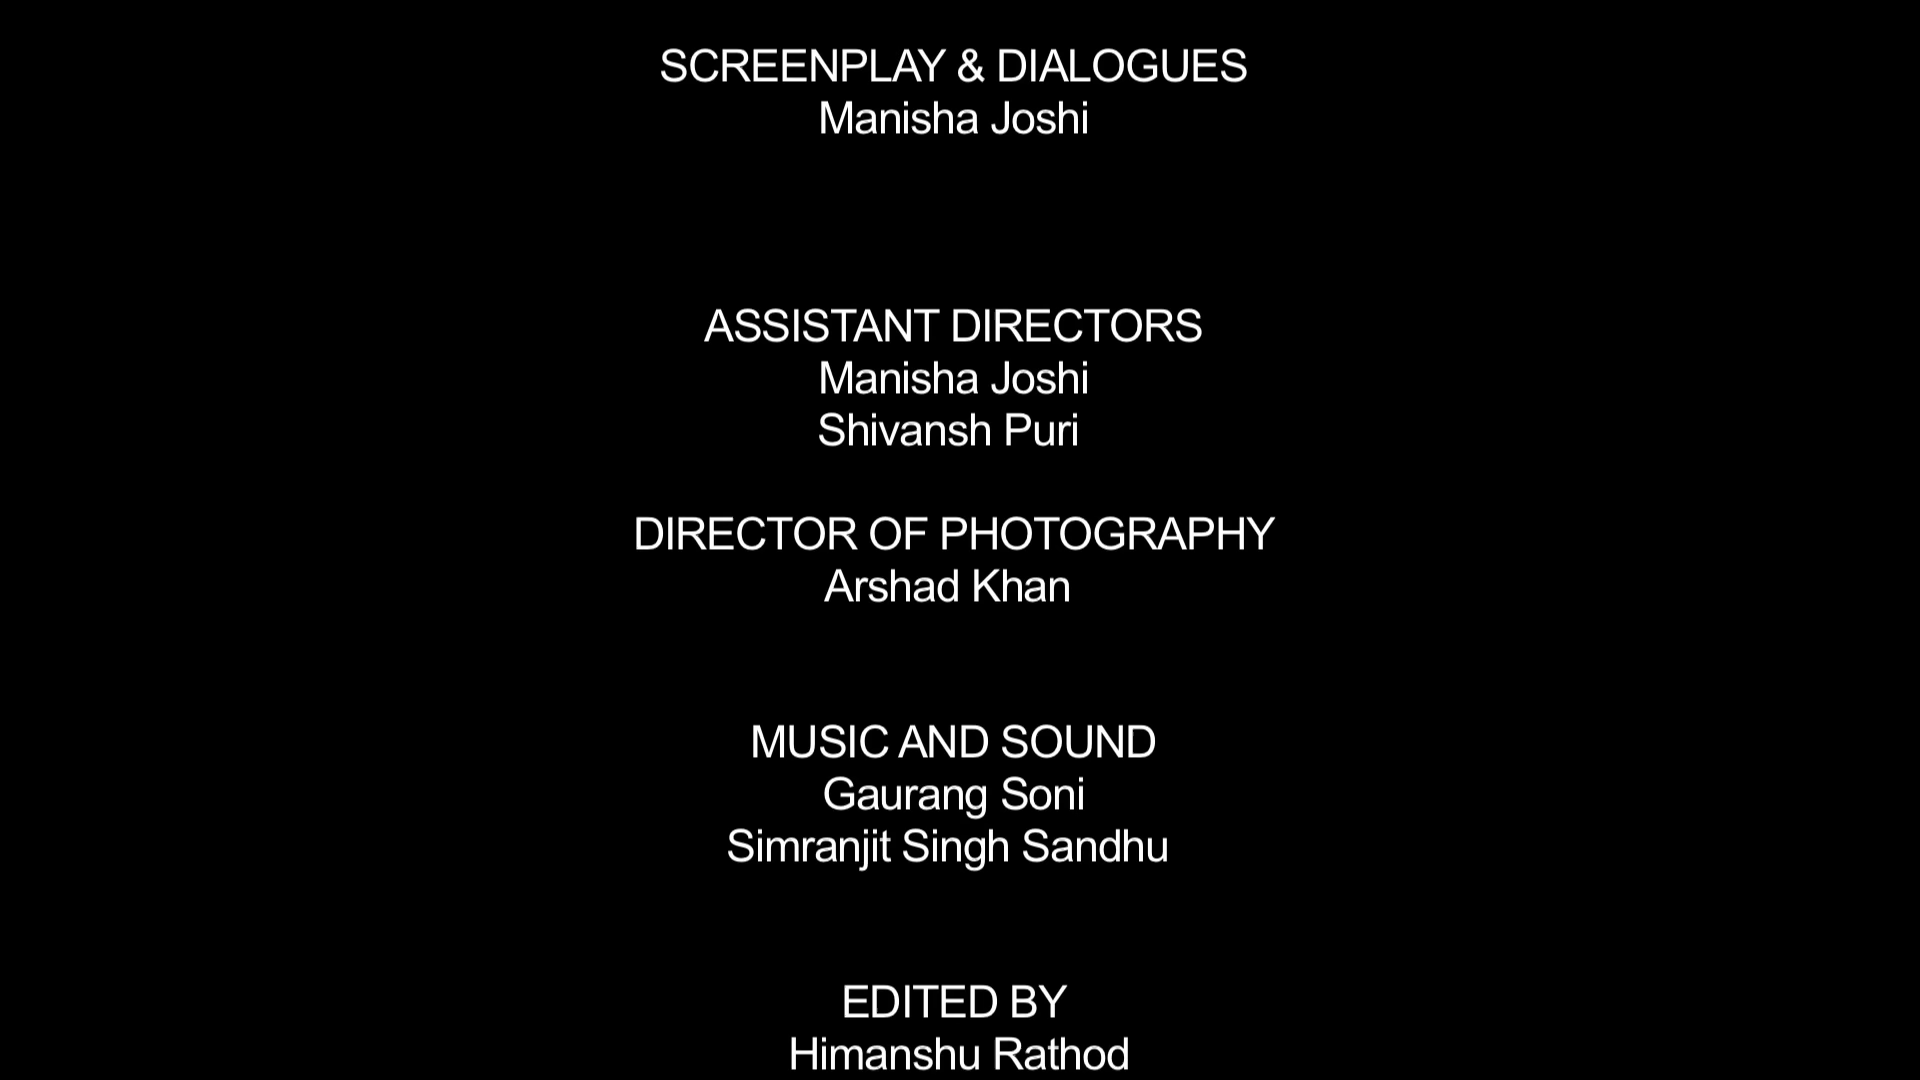 SCREENPLAY & DIALOGUES
Manisha Joshi
ASSISTANT DIRECTORS
Manisha Joshi
Shivansh Puri
DIRECTOR OF PHOTOGRAPHY
Arshad Khan
MUSIC AND SOUND
Gaurang Soni
Simranjit Singh Sandhu
EDITED BY
Himanshu Rathod